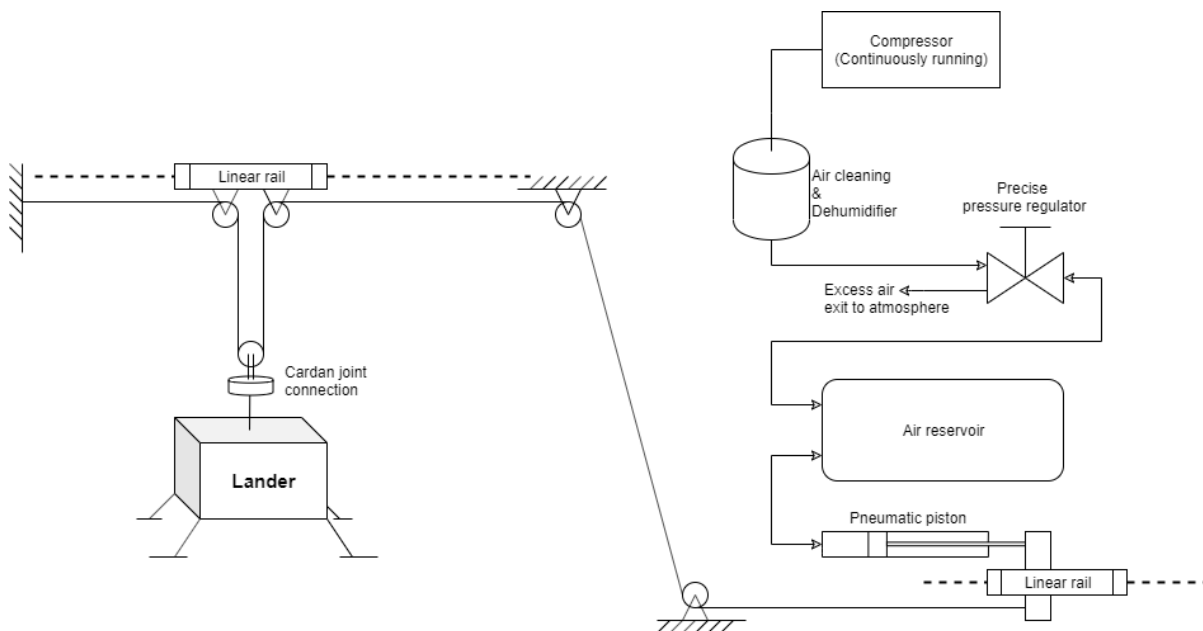 Compressor
(Continuously running)
Linear rail
Air cleaning
&
Dehumidifier
Precise
pressure regulator
Excess air
exit to atmosphere
Cardan joint
connection
Air reservoir
Lander
Pneumatic piston
Linear rail